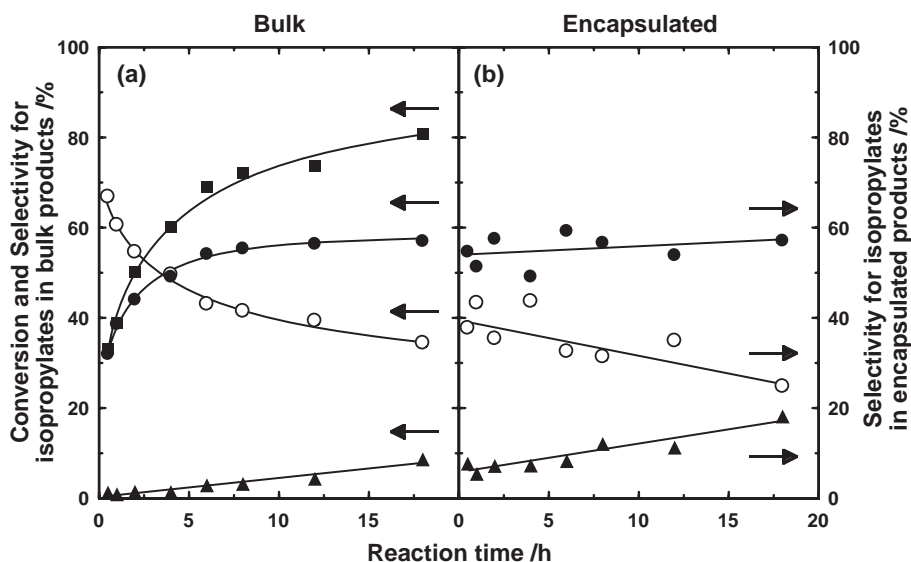 Bulk
Encapsulated
Conversion and Selectivity for
isopropylates in bulk products /%
100
80
60
40
20
0
(a)
(b)
100
80
60
40
20
0
Selectivity for isopropylates
in encapsulated products /%
0 5 10 15 0 5 10 15 20
Reaction time /h